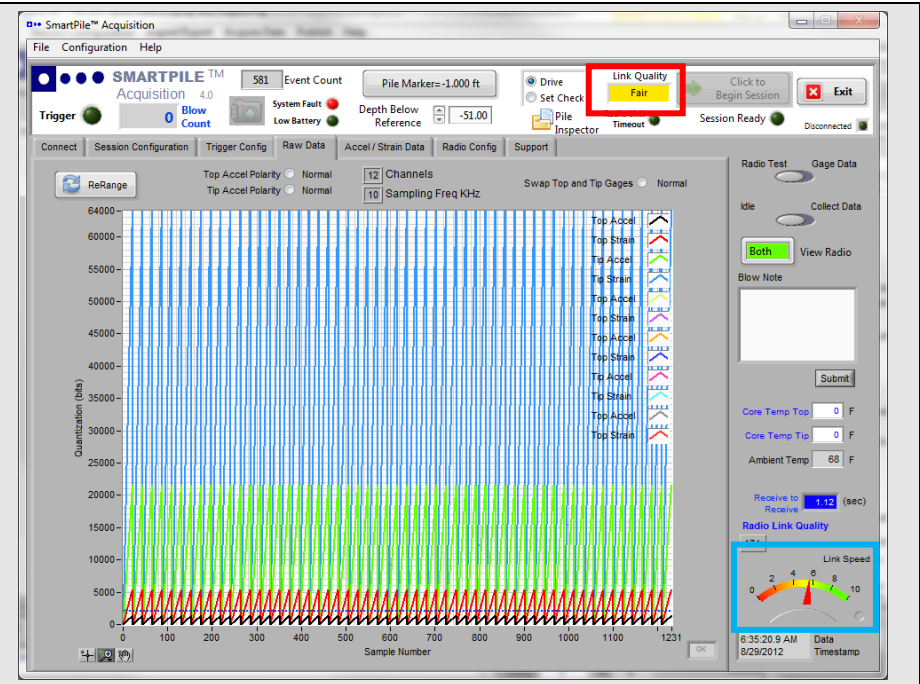 SmartPile™ Acquisition
File Configuration Help
SMARTPILE TM
Acquisition 4.0
Trigger
0 Blow Count
581 Event Count
System Fault
Low Battery
Pile Marker=-1.000 ft
Depth Below Reference -51.00
Drive
Set Check
Pile Inspector
Link Quality
Fair
Timeout
Click to Begin Session
Session Ready
Exit
Disconnected
Connect Session Configuration Trigger Config Raw Data Accel / Strain Data Radio Config Support
ReRange
Top Accel Polarity Normal
Tip Accel Polarity Normal
12 Channels
10 Sampling Freq KHz
Swap Top and Tip Gages Normal
Quantization (bits)
64000
60000
55000
50000
45000
40000
35000
30000
25000
20000
15000
10000
5000
0
Top Accel
Top Strain
Tip Accel
Tip Strain
Top Accel
Top Strain
Top Accel
Top Strain
Tip Accel
Tip Strain
Top Accel
Top Strain
0 100 200 300 400 500 600 700 800 900 1000 1100 1231
Sample Number
OK
Radio Test Gage Data
Idle Collect Data
Both View Radio
Blow Note
Submit
Core Temp Top 0 F
Core Temp Tip 0 F
Ambient Temp 68 F
Receive to Receive 1.12 (sec)
Radio Link Quality
Link Speed
0 2 4 6 8 10
6:35:20.9 AM
8/29/2012
Data Timestamp